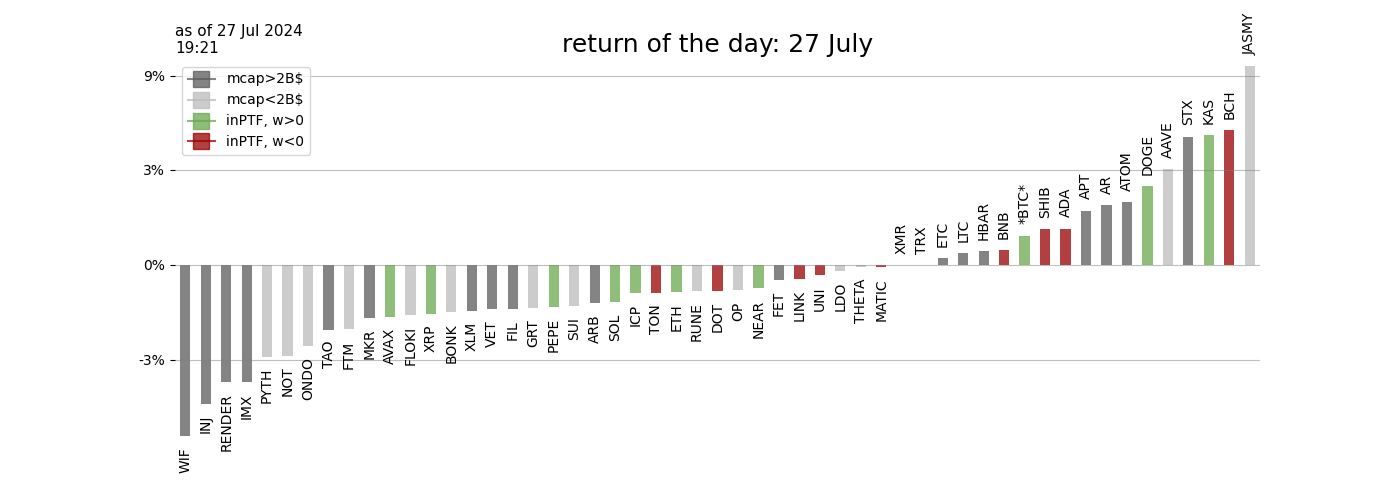 as of 27 Jul 2024
19:21
return of the day: 27 July
mcap>2B$
mcap<2B$
inPTF, w>0
inPTF, w<0
9%
3%
0%
-3%
WIF
INJ
RENDER
IMX
PYTH
NOT
ONDO
TAO
FTM
MKR
AVAX
FLOKI
XRP
BONK
XLM
VET
FIL
GRT
PEPE
SUI
ARB
SOL
ICP
TON
ETH
RUNE
DOT
OP
NEAR
FET
LINK
UNI
LDO
THETA
MATIC
XMR
TRX
ETC
LTC
HBAR
BNB
*BTC*
SHIB
ADA
APT
AR
ATOM
DOGE
AAVE
STX
KAS
BCH
JASMY